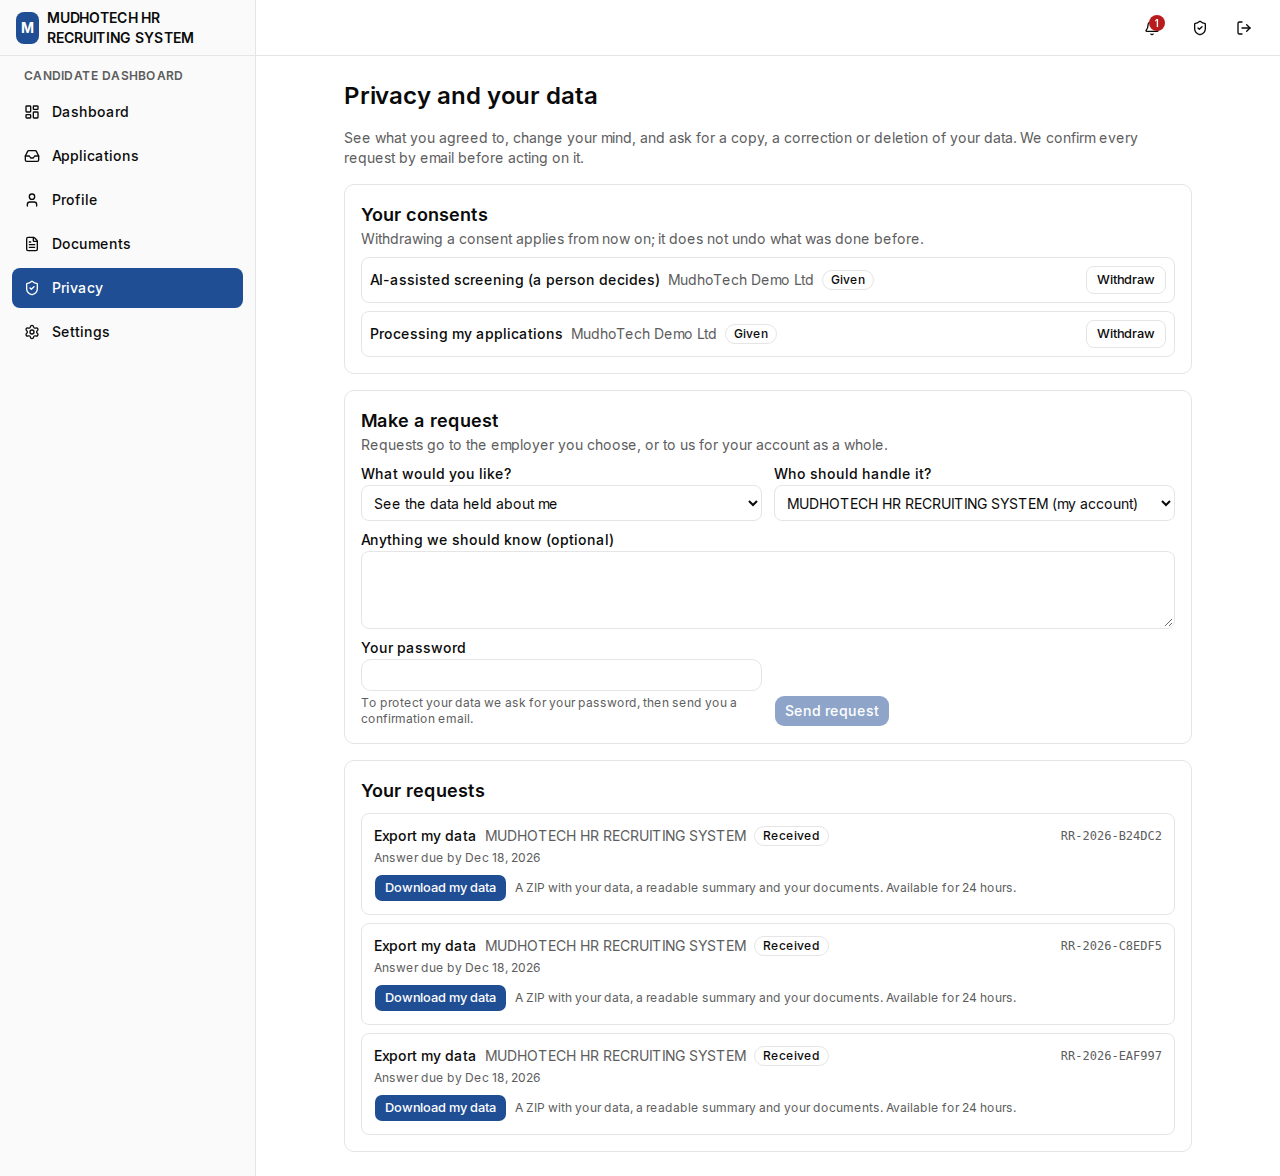 M
MUDHOTECH HR
RECRUITING SYSTEM
1
CANDIDATE DASHBOARD
Dashboard
Applications
Profile
Documents
Privacy
Settings
Privacy and your data
See what you agreed to, change your mind, and ask for a copy, a correction or deletion of your data. We confirm every
request by email before acting on it.
Your consents
Withdrawing a consent applies from now on; it does not undo what was done before.
AI-assisted screening (a person decides) MudhoTech Demo Ltd Given Withdraw
Processing my applications MudhoTech Demo Ltd Given Withdraw
Make a request
Requests go to the employer you choose, or to us for your account as a whole.
What would you like? Who should handle it?
See the data held about me MUDHOTECH HR RECRUITING SYSTEM (my account)
Anything we should know (optional)
Your password
To protect your data we ask for your password, then send you a
confirmation email.
Send request
Your requests
Export my data MUDHOTECH HR RECRUITING SYSTEM Received RR-2026-B24DC2
Answer due by Dec 18, 2026
Download my data A ZIP with your data, a readable summary and your documents. Available for 24 hours.
Export my data MUDHOTECH HR RECRUITING SYSTEM Received RR-2026-C8EDF5
Answer due by Dec 18, 2026
Download my data A ZIP with your data, a readable summary and your documents. Available for 24 hours.
Export my data MUDHOTECH HR RECRUITING SYSTEM Received RR-2026-EAF997
Answer due by Dec 18, 2026
Download my data A ZIP with your data, a readable summary and your documents. Available for 24 hours.